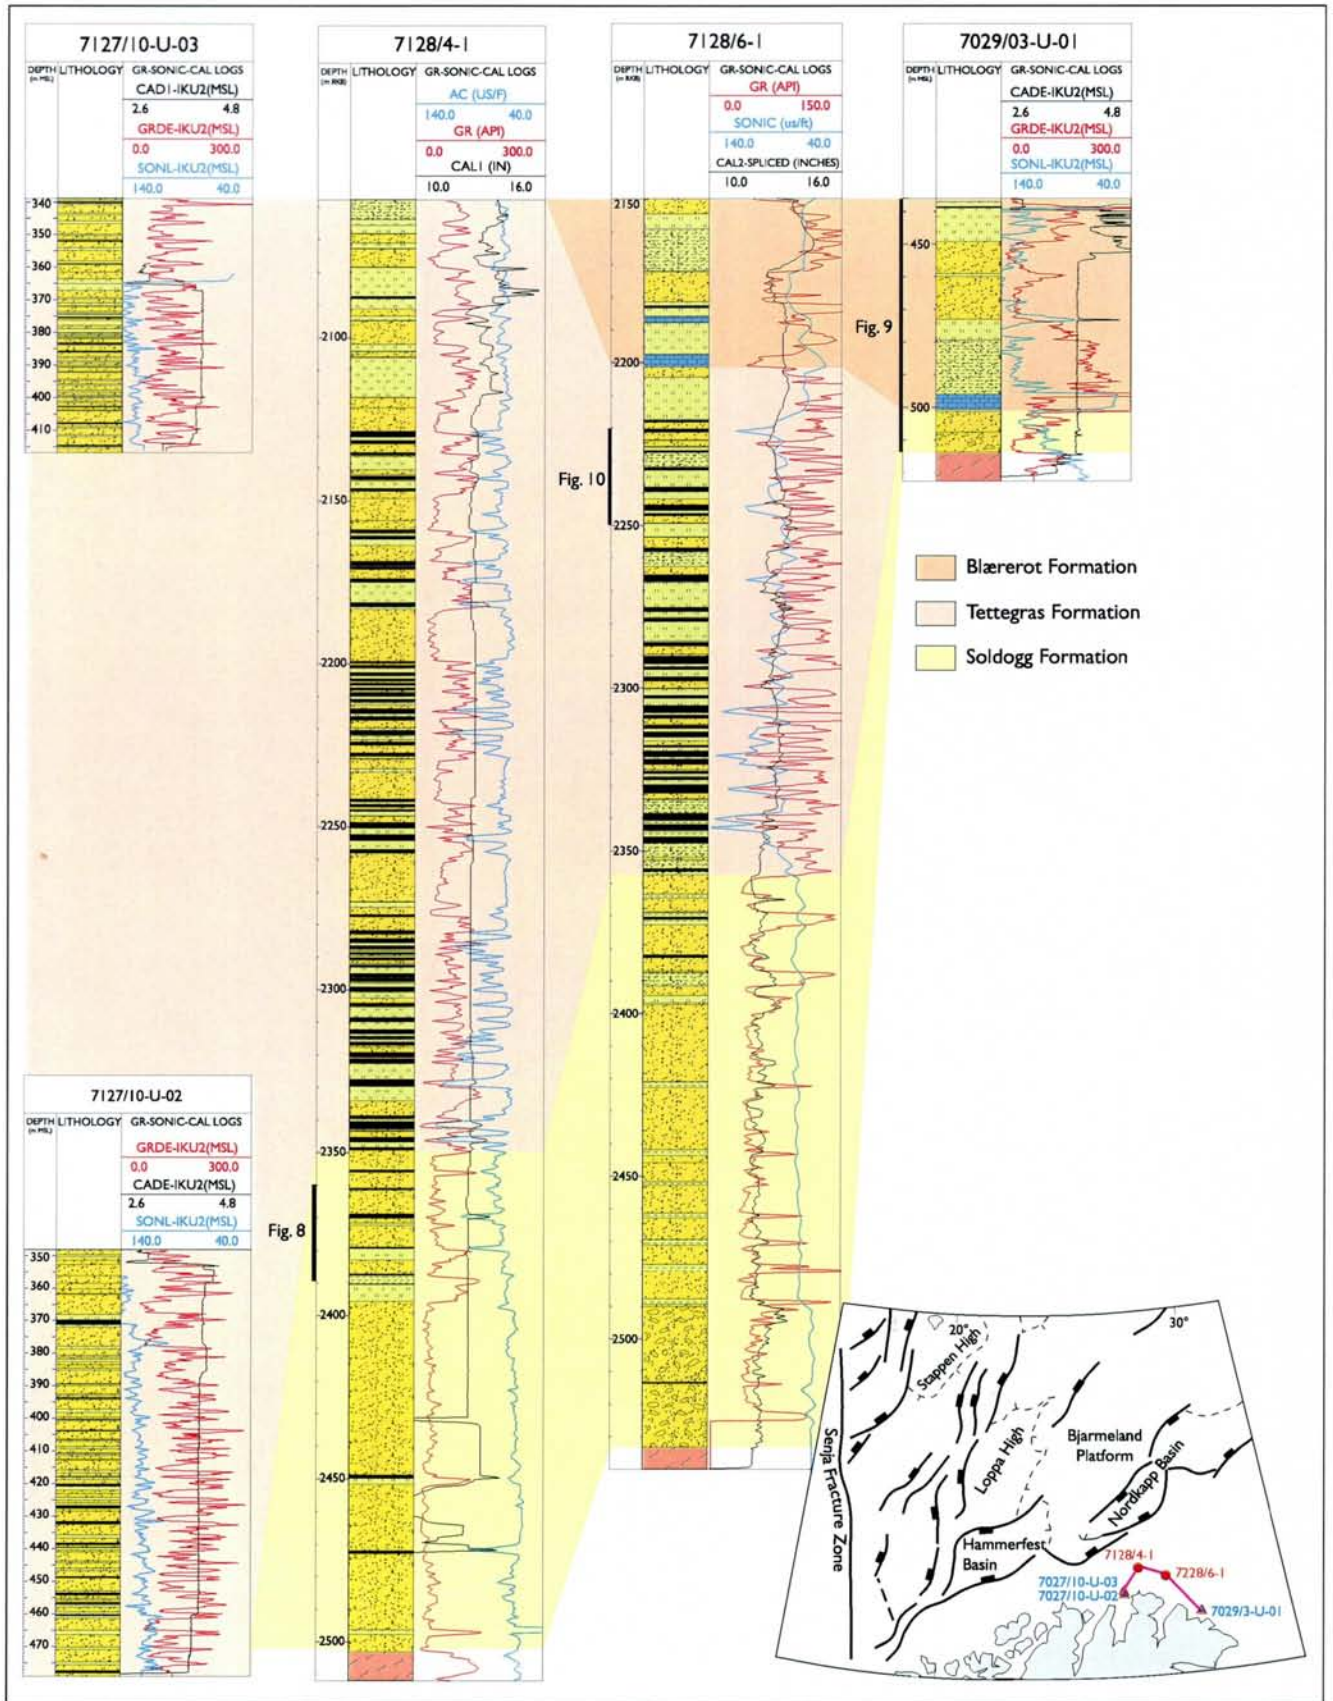 7127/10-U-03
DEPTH (m MSL) LITHOLOGY GR-SONIC-CAL LOGS
CAD1-IKU2(MSL)
2.6 4.8
GRDE-IKU2(MSL)
0.0 300.0
SONL-IKU2(MSL)
140.0 40.0
340
350
360
370
380
390
400
410
7128/4-1
DEPTH (m RKB) LITHOLOGY GR-SONIC-CAL LOGS
AC (US/F)
140.0 40.0
GR (API)
0.0 300.0
CAL1 (IN)
10.0 16.0
2100
2150
2200
2250
2300
2350
2400
2450
2500
Fig. 8
7128/6-1
DEPTH (m RKB) LITHOLOGY GR-SONIC-CAL LOGS
GR (API)
0.0 150.0
SONIC (us/ft)
140.0 40.0
CAL2-SPLICED (INCHES)
10.0 16.0
2150
2200
2250
2300
2350
2400
2450
2500
Fig. 10
7029/03-U-01
DEPTH (m MSL) LITHOLOGY GR-SONIC-CAL LOGS
CADE-IKU2(MSL)
2.6 4.8
GRDE-IKU2(MSL)
0.0 300.0
SONL-IKU2(MSL)
140.0 40.0
450
500
Fig. 9
Blærerot Formation
Tettegras Formation
Soldogg Formation
7127/10-U-02
DEPTH (m MSL) LITHOLOGY GR-SONIC-CAL LOGS
GRDE-IKU2(MSL)
0.0 300.0
CADE-IKU2(MSL)
2.6 4.8
SONL-IKU2(MSL)
140.0 40.0
350
360
370
380
390
400
410
420
430
440
450
460
470
20°
30°
Stappen High
Senja Fracture Zone
Loppa High
Bjarmeland
Platform
Nordkapp Basin
Hammerfest
Basin
7128/4-1
7228/6-1
7027/10-U-03
7027/10-U-02
7029/3-U-01